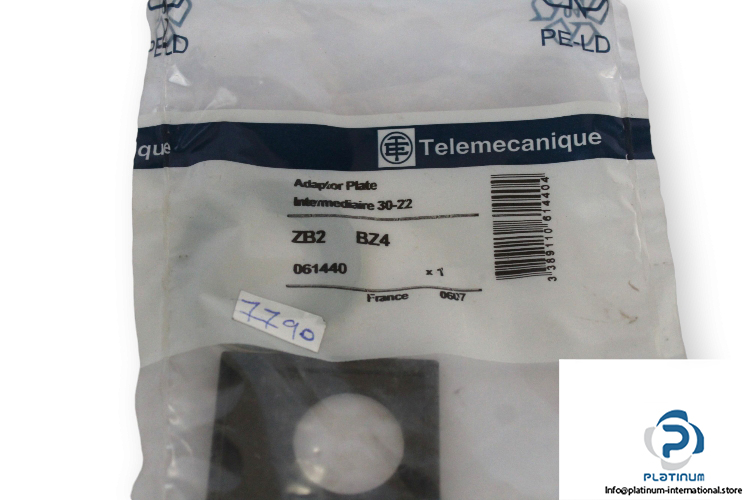 PE-LD
PE-LD
que
Telemecanique
Adaptor Plate
Intermediaire 30-22
ZB2 BZ4
061440 x 1
France 0607
3 389110 614404
7790
PLATINUM
Info@platinum-international.store